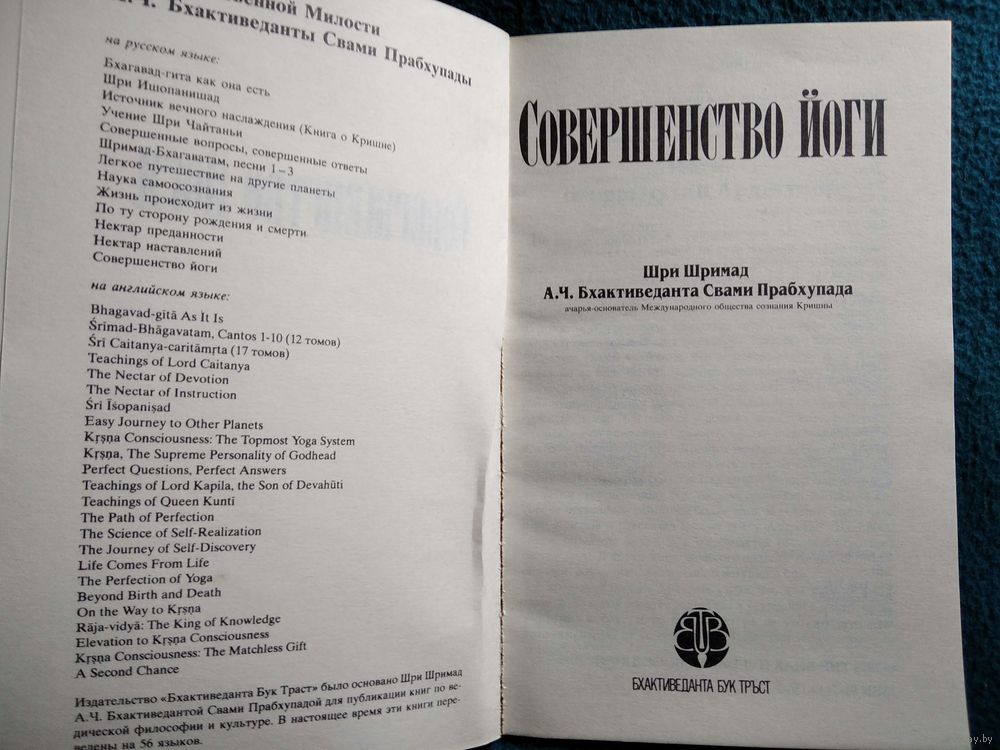 венной Милости
А.Ч. Бхактиведанты Свами Прабхупады
на русском языке:
Бхагавад-гита как она есть
Шри Ишопанишад
Источник вечного наслаждения (Книга о Кришне)
Учение Шри Чайтаньи
Совершенные вопросы, совершенные ответы
Шримад-Бхагаватам, песни 1–3
Легкое путешествие на другие планеты
Наука самоосознания
Жизнь происходит из жизни
По ту сторону рождения и смерти
Нектар преданности
Нектар наставлений
Совершенство йоги
на английском языке:
Bhagavad-gitā As It Is
Śrīmad-Bhāgavatam, Cantos 1-10 (12 томов)
Śrī Caitanya-caritāmṛta (17 томов)
Teachings of Lord Caitanya
The Nectar of Devotion
The Nectar of Instruction
Śrī Īśopaniṣad
Easy Journey to Other Planets
Kṛṣṇa Consciousness: The Topmost Yoga System
Kṛṣṇa, The Supreme Personality of Godhead
Perfect Questions, Perfect Answers
Teachings of Lord Kapila, the Son of Devahūti
Teachings of Queen Kuntī
The Path of Perfection
The Science of Self-Realization
The Journey of Self-Discovery
Life Comes From Life
The Perfection of Yoga
Beyond Birth and Death
On the Way to Kṛṣṇa
Rāja-vidyā: The King of Knowledge
Elevation to Kṛṣṇa Consciousness
Kṛṣṇa Consciousness: The Matchless Gift
A Second Chance
Издательство «Бхактиведанта Бук Траст» было основано Шри Шримад
А.Ч. Бхактиведантой Свами Прабхупадой для публикации книг по ве-
дической философии и культуре. В настоящее время эти книги пере-
ведены на 56 языков.
Совершенство йоги
Шри Шримад
А.Ч. Бхактиведанта Свами Прабхупада
ачарья-основатель Международного общества сознания Кришны
BTB
БХАКТИВЕДАНТА БУК ТРЪСТ
ay.by